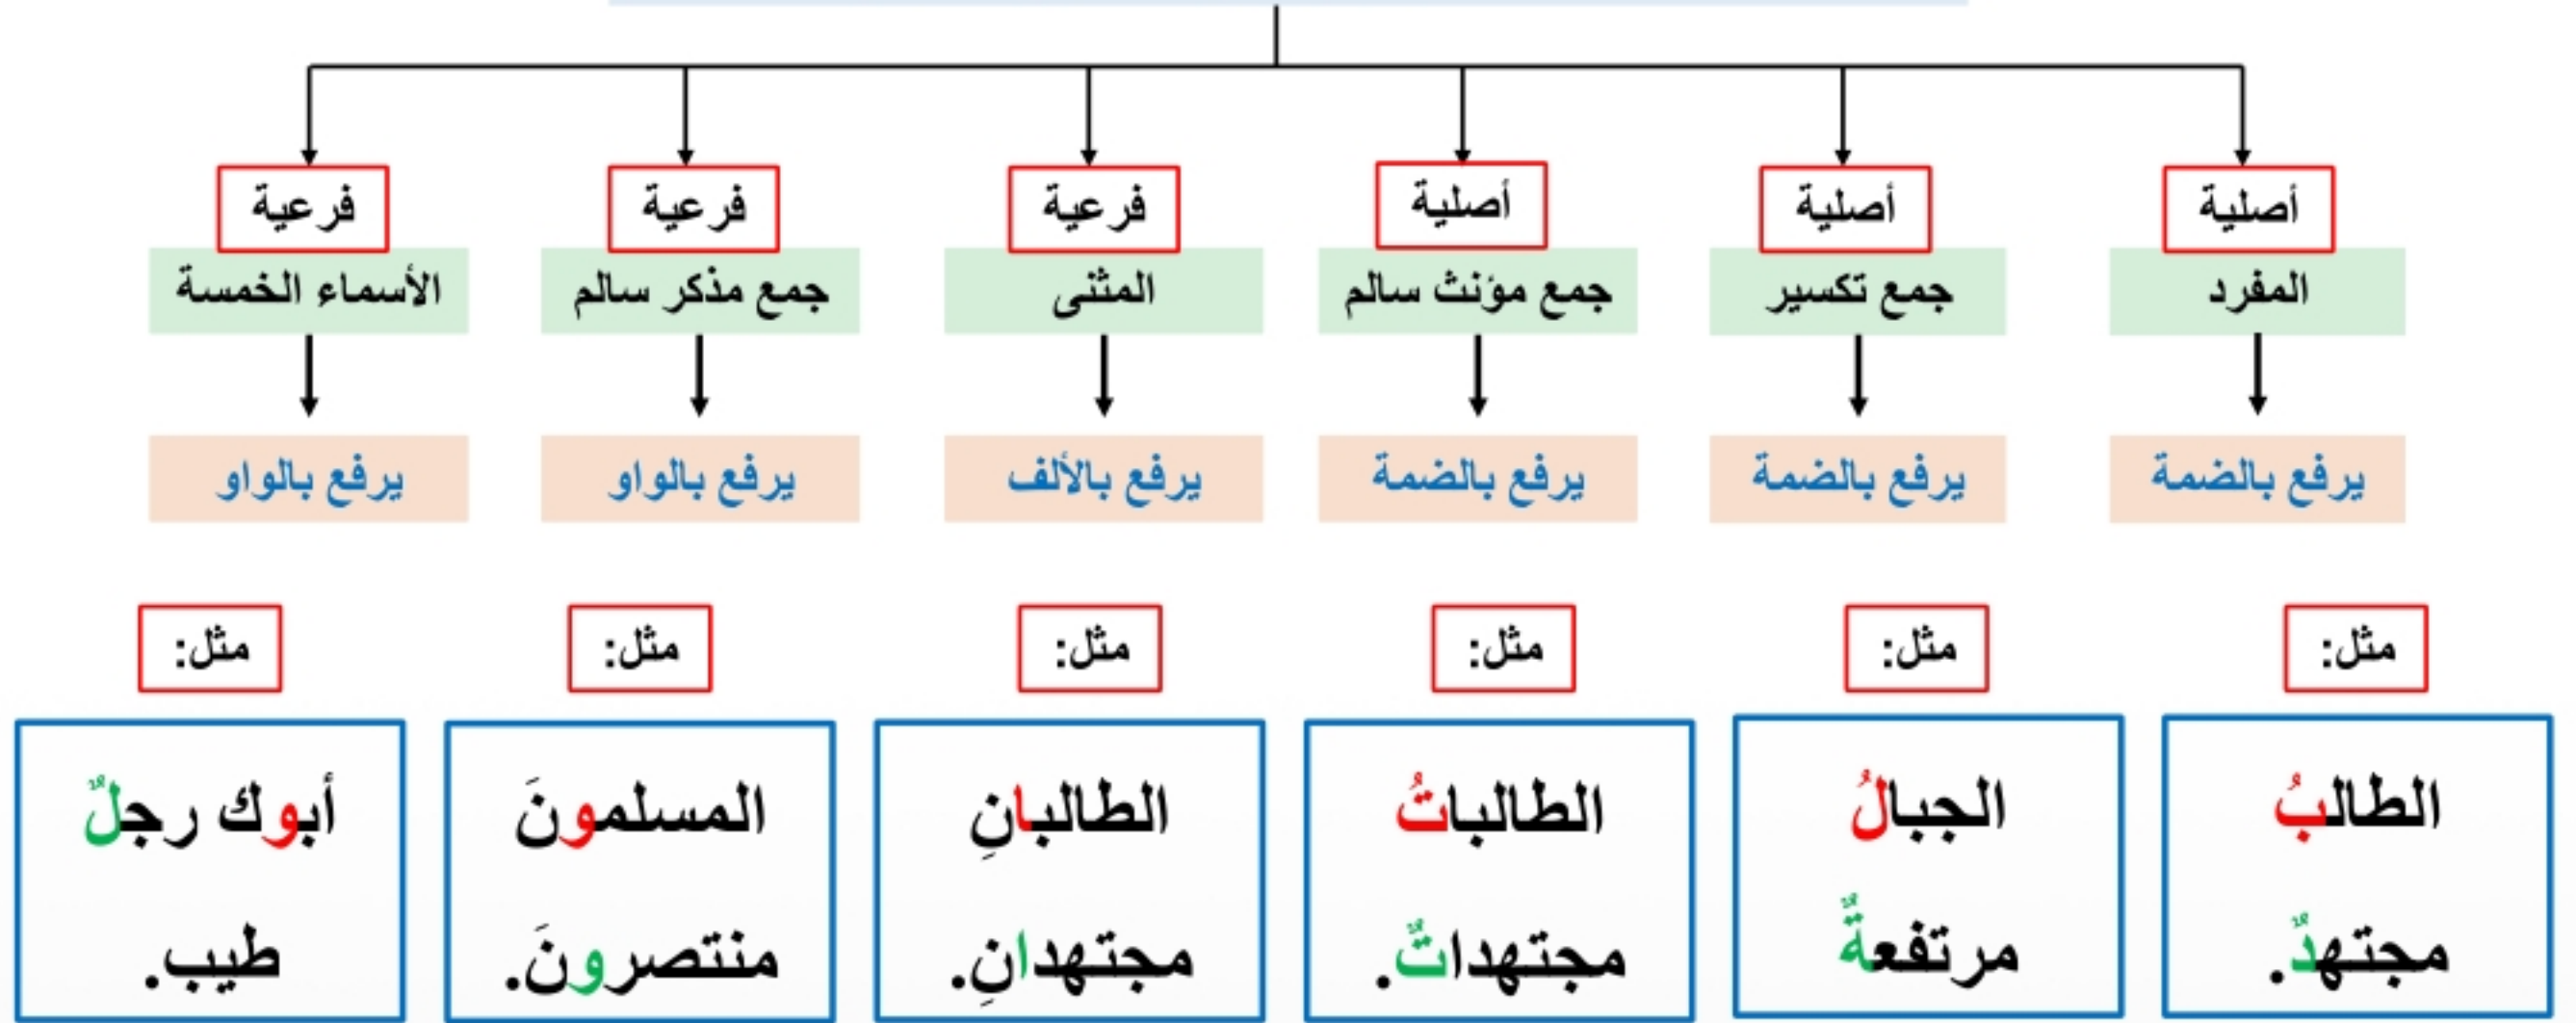 أصلية
أصلية
أصلية
فرعية
فرعية
فرعية
المفرد
جمع تكسير
جمع مؤنث سالم
المثنى
جمع مذكر سالم
الأسماء الخمسة
يرفع بالضمة
يرفع بالضمة
يرفع بالضمة
يرفع بالألف
يرفع بالواو
يرفع بالواو
مثل:
مثل:
مثل:
مثل:
مثل:
مثل:
الطالبُ
مجتهدٌ.
الجبالُ
مرتفعةٌ
الطالباتُ
مجتهداتٌ.
الطالبانِ
مجتهدانِ.
المسلمونَ
منتصرونَ.
أبوك رجلٌ
طيب.